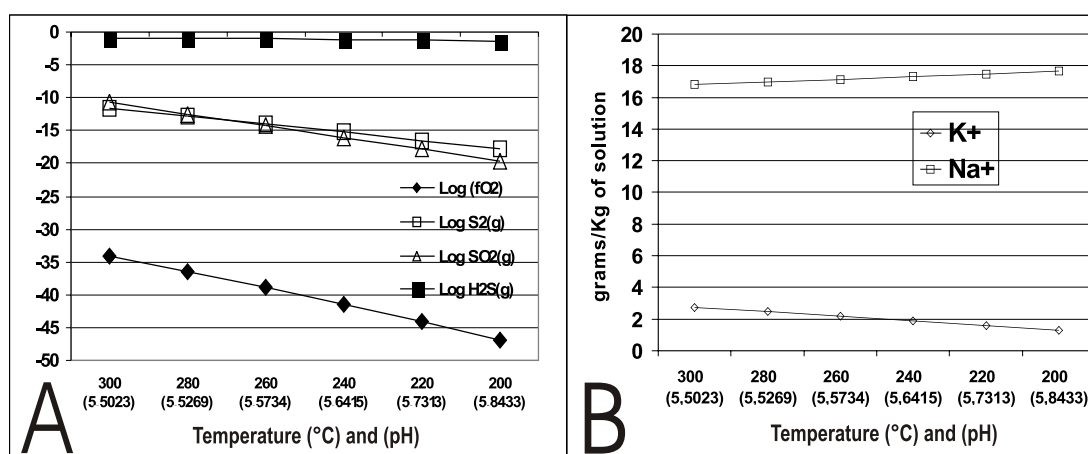 0
-5
-10
-15
-20
-25
-30
-35
-40
-45
-50
Log (fO2)
Log S2(g)
Log SO2(g)
Log H2S(g)
300 280 260 240 220 200
(5 5023) (5 5269) (5 5734) (5 6415) (5 7313) (5.8433)
Temperature (°C) and (pH)
A
B
20
18
16
14
12
10
8
6
4
2
0
grams/Kg of solution
K+
Na+
300 280 260 240 220 200
(5,5023) (5,5269) (5,5734) (5,6415) (5,7313) (5,8433)
Temperature (°C) and (pH)